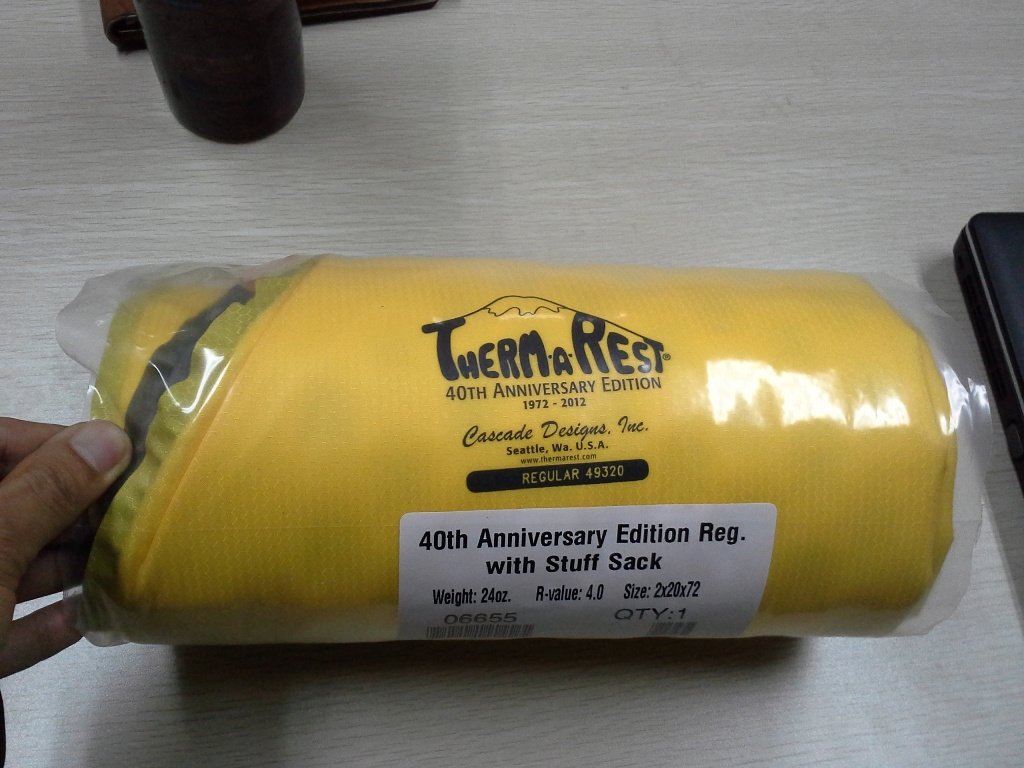 THERM-A-REST®
40TH ANNIVERSARY EDITION
1972 - 2012
Cascade Designs, Inc.
Seattle, Wa. U.S.A.
www.thermarest.com
REGULAR 49320
40th Anniversary Edition Reg.
with Stuff Sack
Weight: 24oz. R-value: 4.0 Size: 2x20x72
06655 QTY:1